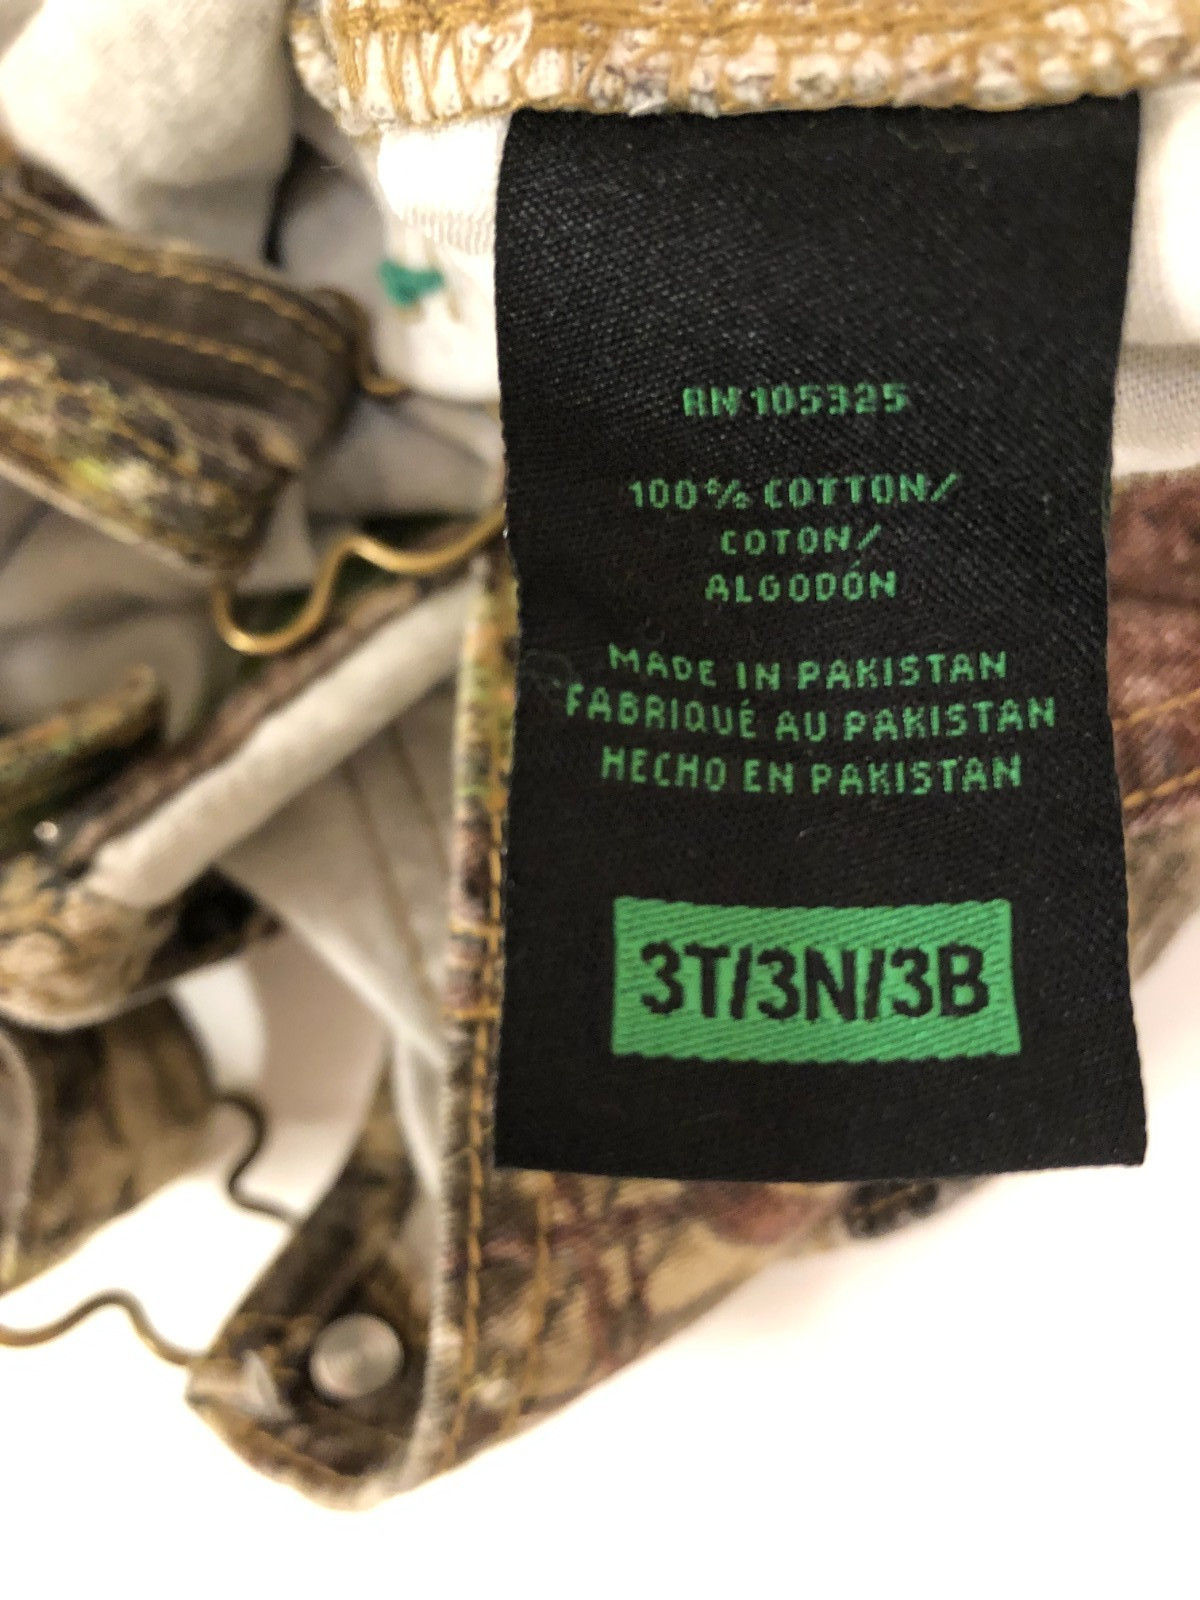 RN 105325
100% COTTON/
COTON/
ALGODÓN
MADE IN PAKISTAN
FABRIQUÉ AU PAKISTAN
HECHO EN PAKISTAN
3T/3N/3B